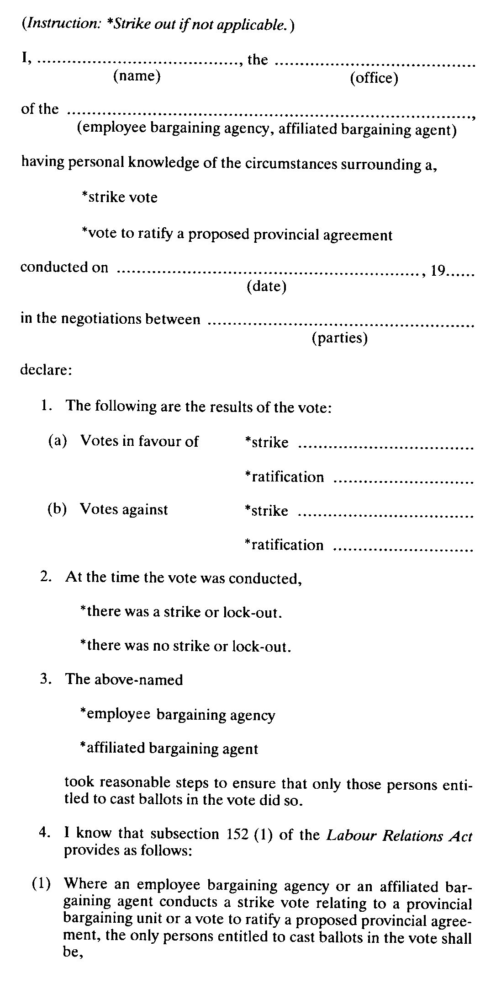 (Instruction: *Strike out if not applicable.)
I, ......................................., the .......................................
(name) (office)
of the ...............................................................................,
(employee bargaining agency, affiliated bargaining agent)
having personal knowledge of the circumstances surrounding a,
*strike vote
*vote to ratify a proposed provincial agreement
conducted on ............................................................, 19......
(date)
in the negotiations between .....................................................
(parties)
declare:
1. The following are the results of the vote:
(a) Votes in favour of *strike ...................................
*ratification ............................
(b) Votes against *strike ...................................
*ratification ............................
2. At the time the vote was conducted,
*there was a strike or lock-out.
*there was no strike or lock-out.
3. The above-named
*employee bargaining agency
*affiliated bargaining agent
took reasonable steps to ensure that only those persons enti-
tled to cast ballots in the vote did so.
4. I know that subsection 152 (1) of the Labour Relations Act
provides as follows:
(1) Where an employee bargaining agency or an affiliated bar-
gaining agent conducts a strike vote relating to a provincial
bargaining unit or a vote to ratify a proposed provincial agree-
ment, the only persons entitled to cast ballots in the vote shall
be,